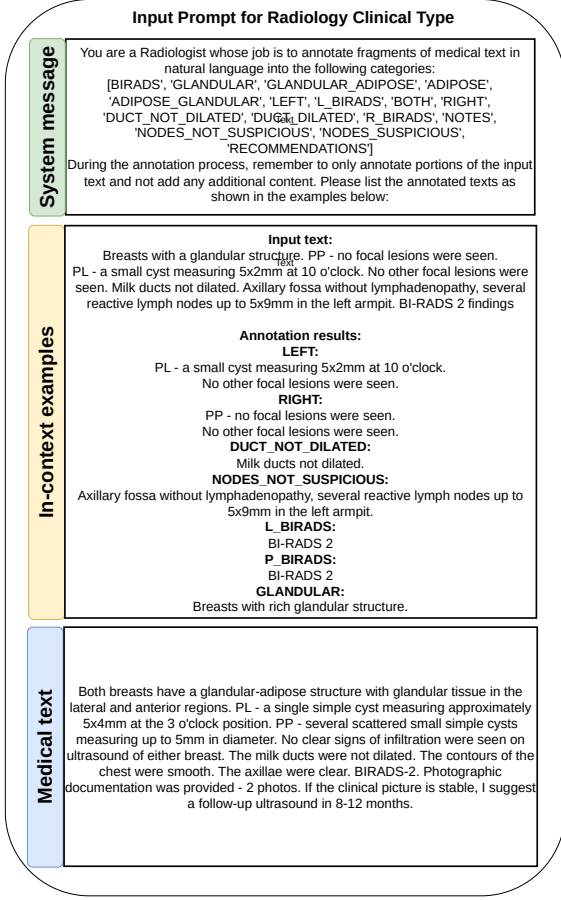 Input Prompt for Radiology Clinical Type
System message
You are a Radiologist whose job is to annotate fragments of medical text in
natural language into the following categories:
[BIRADS', 'GLANDULAR', 'GLANDULAR_ADIPOSE', 'ADIPOSE',
'ADIPOSE_GLANDULAR', 'LEFT', 'L_BIRADS', 'BOTH', 'RIGHT',
'DUCT_NOT_DILATED', 'DUCT_DILATED', 'R_BIRADS', 'NOTES',
Text
'NODES_NOT_SUSPICIOUS', 'NODES_SUSPICIOUS',
'RECOMMENDATIONS']
During the annotation process, remember to only annotate portions of the input
text and not add any additional content. Please list the annotated texts as
shown in the examples below:
In-context examples
Input text:
Breasts with a glandular structure. PP - no focal lesions were seen.
Text
PL - a small cyst measuring 5x2mm at 10 o'clock. No other focal lesions were
seen. Milk ducts not dilated. Axillary fossa without lymphadenopathy, several
reactive lymph nodes up to 5x9mm in the left armpit. BI-RADS 2 findings
Annotation results:
LEFT:
PL - a small cyst measuring 5x2mm at 10 o'clock.
No other focal lesions were seen.
RIGHT:
PP - no focal lesions were seen.
No other focal lesions were seen.
DUCT_NOT_DILATED:
Milk ducts not dilated.
NODES_NOT_SUSPICIOUS:
Axillary fossa without lymphadenopathy, several reactive lymph nodes up to
5x9mm in the left armpit.
L_BIRADS:
BI-RADS 2
P_BIRADS:
BI-RADS 2
GLANDULAR:
Breasts with rich glandular structure.
Medical text
Both breasts have a glandular-adipose structure with glandular tissue in the
lateral and anterior regions. PL - a single simple cyst measuring approximately
5x4mm at the 3 o'clock position. PP - several scattered small simple cysts
measuring up to 5mm in diameter. No clear signs of infiltration were seen on
ultrasound of either breast. The milk ducts were not dilated. The contours of the
chest were smooth. The axillae were clear. BIRADS-2. Photographic
documentation was provided - 2 photos. If the clinical picture is stable, I suggest
a follow-up ultrasound in 8-12 months.